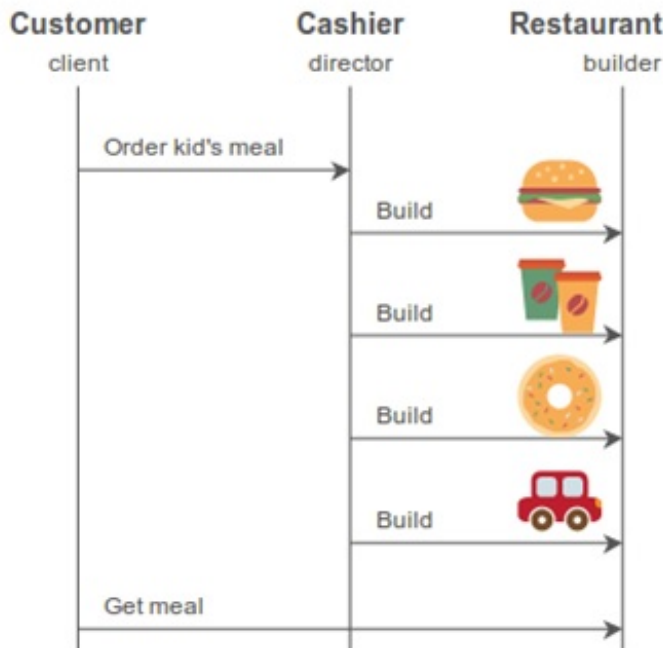 Customer Cashier Restaurant
client director builder
Order kid's meal
Build
Build
Build
Build
Get meal